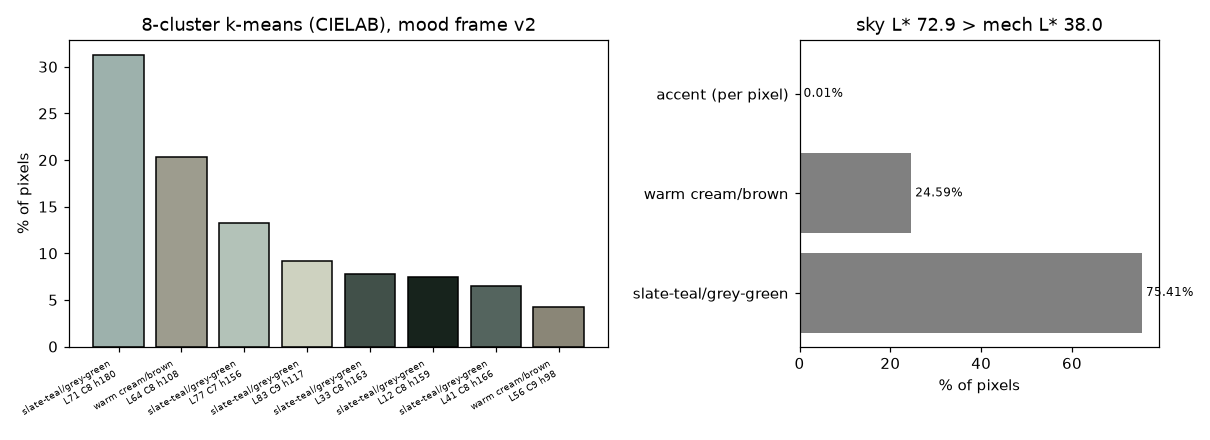 8-cluster k-means (CIELAB), mood frame v2
% of pixels
30
25
20
15
10
5
0
slate-teal/grey-green
L71 C8 h180
warm cream/brown
L64 C8 h108
slate-teal/grey-green
L77 C7 h156
slate-teal/grey-green
L83 C9 h117
slate-teal/grey-green
L33 C8 h163
slate-teal/grey-green
L12 C8 h159
slate-teal/grey-green
L41 C8 h166
warm cream/brown
L56 C9 h98
sky L* 72.9 > mech L* 38.0
accent (per pixel)
0.01%
warm cream/brown
24.59%
slate-teal/grey-green
75.41%
0
20
40
60
% of pixels